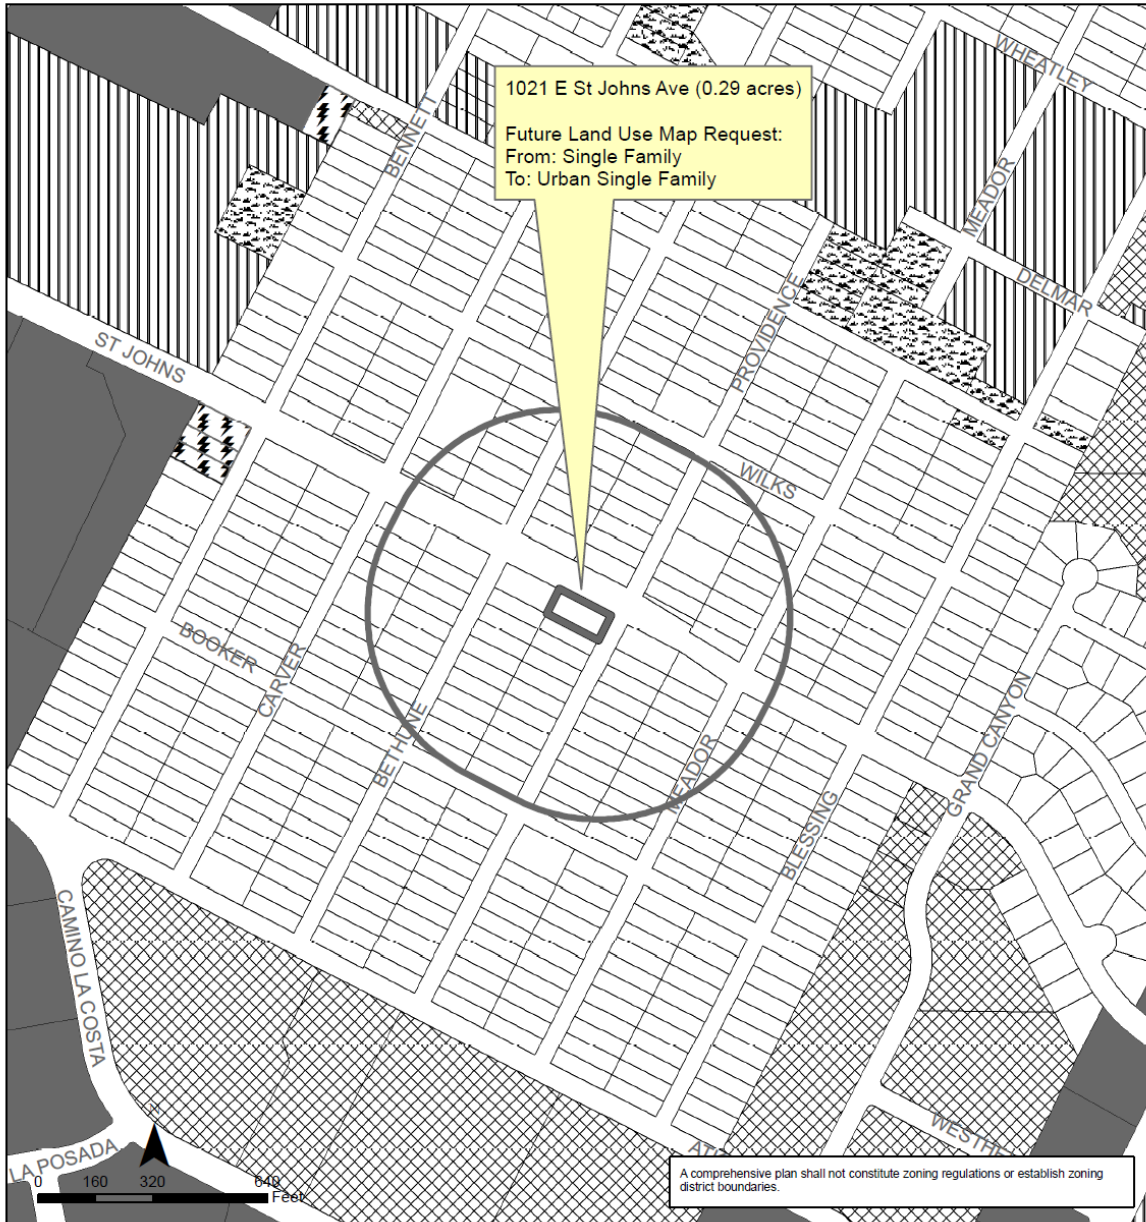 WHEATLEY
1021 E St Johns Ave (0.29 acres)
Future Land Use Map Request:
From: Single Family
To: Urban Single Family
BENNETT
MEADOR
DELMAR
PROVIDENCE
ST JOHNS
WILKS
BOOKER
CARVER
BETHUNE
MEADOR
GRAND CANYON
BLESSING
CAMINO LA COSTA
N
LA POSADA
0 160 320 640
Feet
A comprehensive plan shall not constitute zoning regulations or establish zoning
district boundaries.